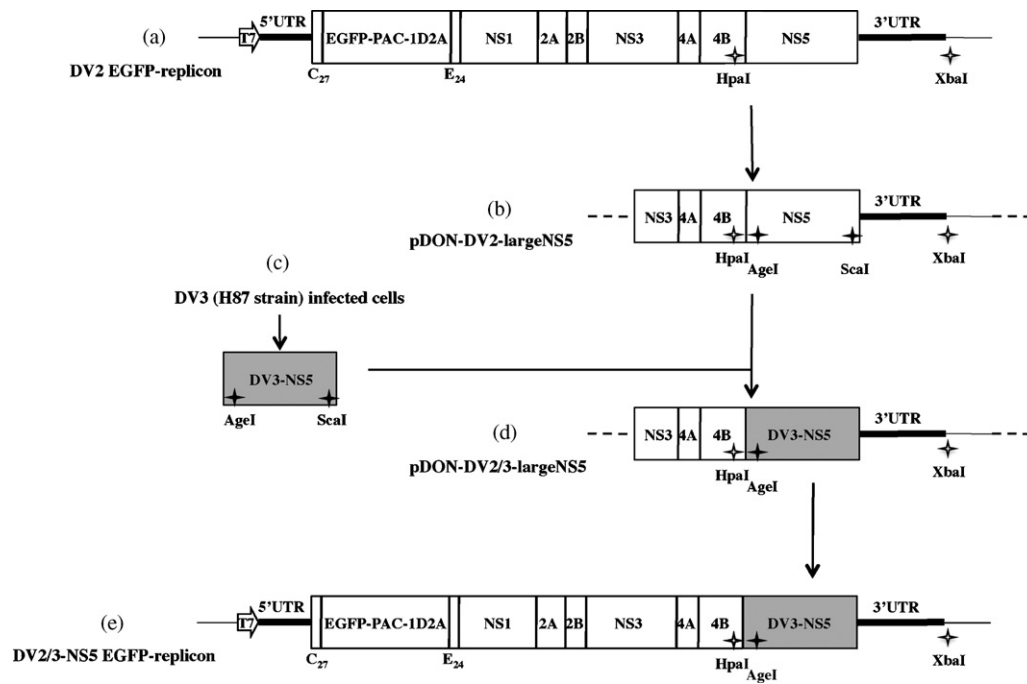 (a)
DV2 EGFP-replicon
T7
5'UTR
EGFP-PAC-1D2A
NS1
2A
2B
NS3
4A
4B
NS5
3'UTR
C27
E24
HpaI
XbaI
(b)
pDON-DV2-largeNS5
NS3
4A
4B
NS5
3'UTR
HpaI
AgeI
ScaI
XbaI
(c)
DV3 (H87 strain) infected cells
DV3-NS5
AgeI
ScaI
(d)
pDON-DV2/3-largeNS5
NS3
4A
4B
DV3-NS5
3'UTR
HpaI
AgeI
XbaI
(e)
DV2/3-NS5 EGFP-replicon
T7
5'UTR
EGFP-PAC-1D2A
NS1
2A
2B
NS3
4A
4B
DV3-NS5
3'UTR
C27
E24
HpaI
AgeI
XbaI